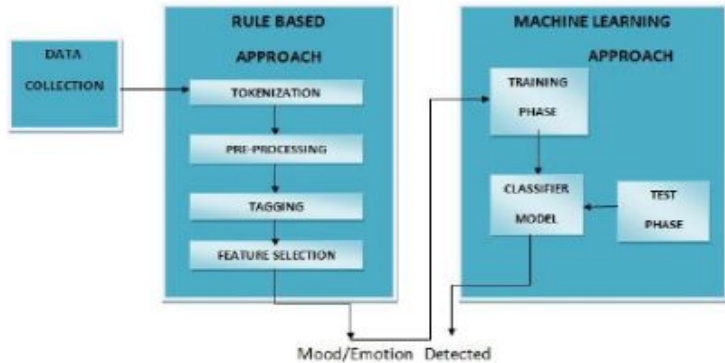 DATA
COLLECTION
RULE BASED
APPROACH
TOKENIZATION
PRE-PROCESSING
TAGGING
FEATURE SELECTION
MACHINE LEARNING
APPROACH
TRAINING
PHASE
CLASSIFIER
MODEL
TEST
PHASE
Mood/Emotion Detected